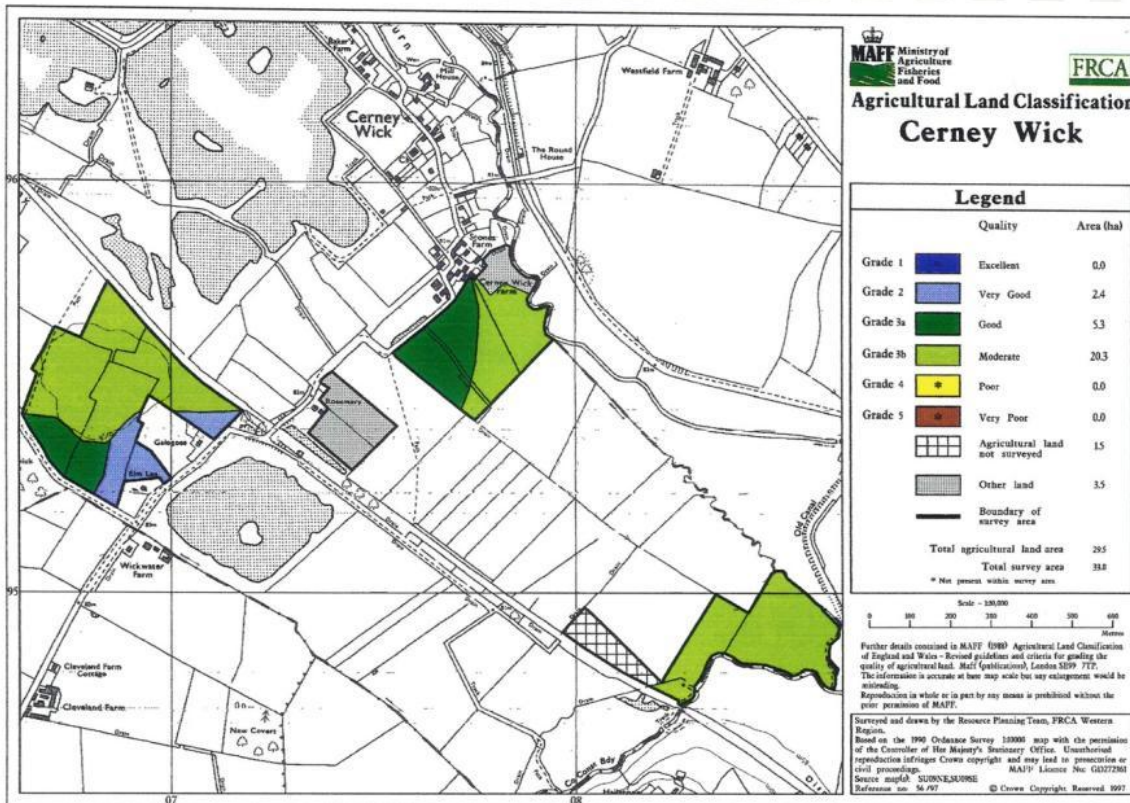 MAFF
Ministry of
Agriculture
Fisheries
and Food
FRCA
Agricultural Land Classification
Cerney Wick
Legend
Quality Area (ha)
Grade 1 Excellent 0.0
Grade 2 Very Good 2.4
Grade 3a Good 5.3
Grade 3b Moderate 20.3
Grade 4 * Poor 0.0
Grade 5 * Very Poor 0.0
Agricultural land
not surveyed 1.5
Other land 3.5
Boundary of
survey area
Total agricultural land area 29.5
Total survey area 33.0
* Not present within survey area
Scale - 1:10,000
0 100 200 300 400 500 600
Metres
Further details contained in MAFF (1988) Agricultural Land Classification
of England and Wales - Revised guidelines and criteria for grading the
quality of agricultural land. Maff (publications), London SE99 7TP.
The information is accurate at base map scale but any enlargement would be
misleading.
Reproduction in whole or in part by any means is prohibited without the
prior permission of MAFF.
Surveyed and drawn by the Resource Planning Team, FRCA Western
Region.
Based on the 1990 Ordnance Survey 1:10000 map with the permission
of the Controller of Her Majesty's Stationery Office. Unauthorised
reproduction infringes Crown copyright and may lead to prosecution or
civil proceedings. MAFF Licence No: GD272361
Source map(s): SU09NE,SU09SE
Reference no: 56/97 © Crown Copyright Reserved 1997
Baker's
Farm
Mill
House
Cerney
Wick
Westfield Farm
The Round
House
96
Stones
Farm
Cerney Wick
Farm
Rosemary
Elm Lea
Wickwater
Farm
Old Canal
95
Cleveland Farm
Cottage
Cleveland Farm
New Covert
Co Const Bdy
Drain
Drain
Drain
07
08